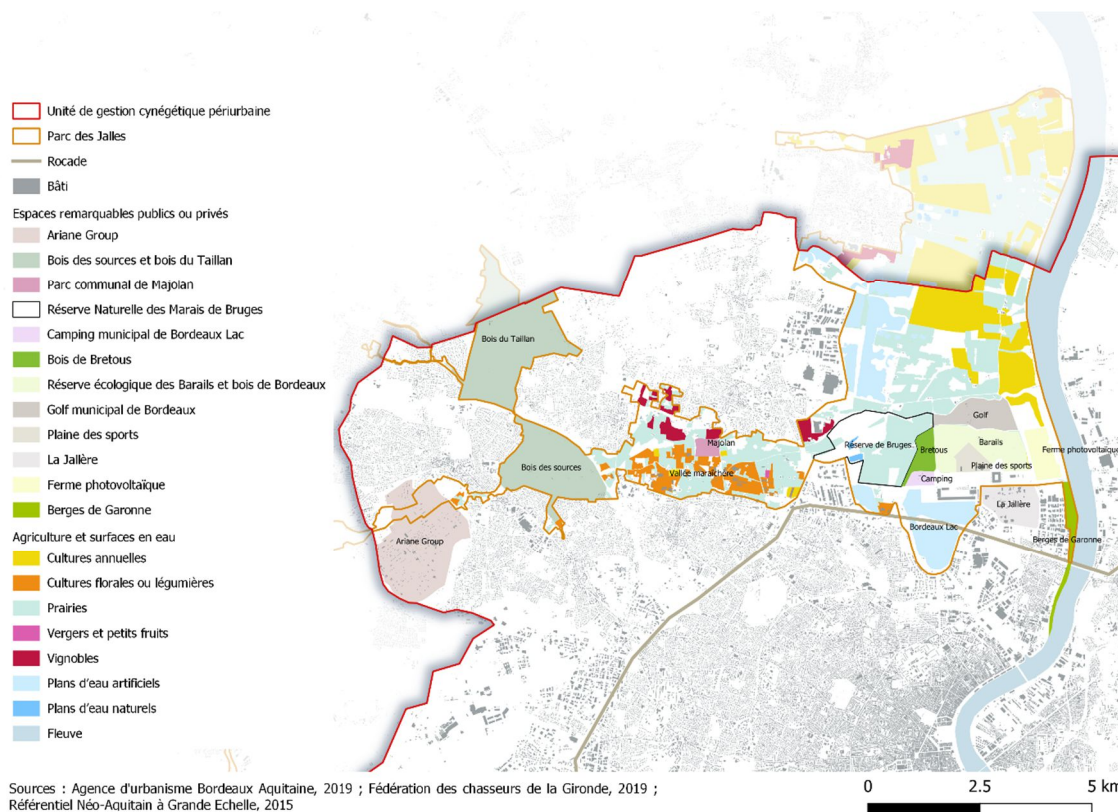 Unité de gestion cynégétique périurbaine
Parc des Jalles
Rocade
Bâti
Espaces remarquables publics ou privés
Ariane Group
Bois des sources et bois du Taillan
Parc communal de Majolan
Réserve Naturelle des Marais de Bruges
Camping municipal de Bordeaux Lac
Bois de Bretous
Réserve écologique des Barails et bois de Bordeaux
Golf municipal de Bordeaux
Plaine des sports
La Jallère
Ferme photovoltaïque
Berges de Garonne
Agriculture et surfaces en eau
Cultures annuelles
Cultures florales ou légumières
Prairies
Vergers et petits fruits
Vignobles
Plans d'eau artificiels
Plans d'eau naturels
Fleuve
Bois du Taillan
Golf
Majolan
Réserve de Bruges
Barails
Bretous
Ferme photovoltaïque
Plaine des sports
Bois des sources
Vallée maraîchère
Camping
La Jallère
Bordeaux Lac
Ariane Group
Berges de Garonne
Sources : Agence d'urbanisme Bordeaux Aquitaine, 2019 ; Fédération des chasseurs de la Gironde, 2019 ;
Référentiel Néo-Aquitain à Grande Echelle, 2015
0 2.5 5 km